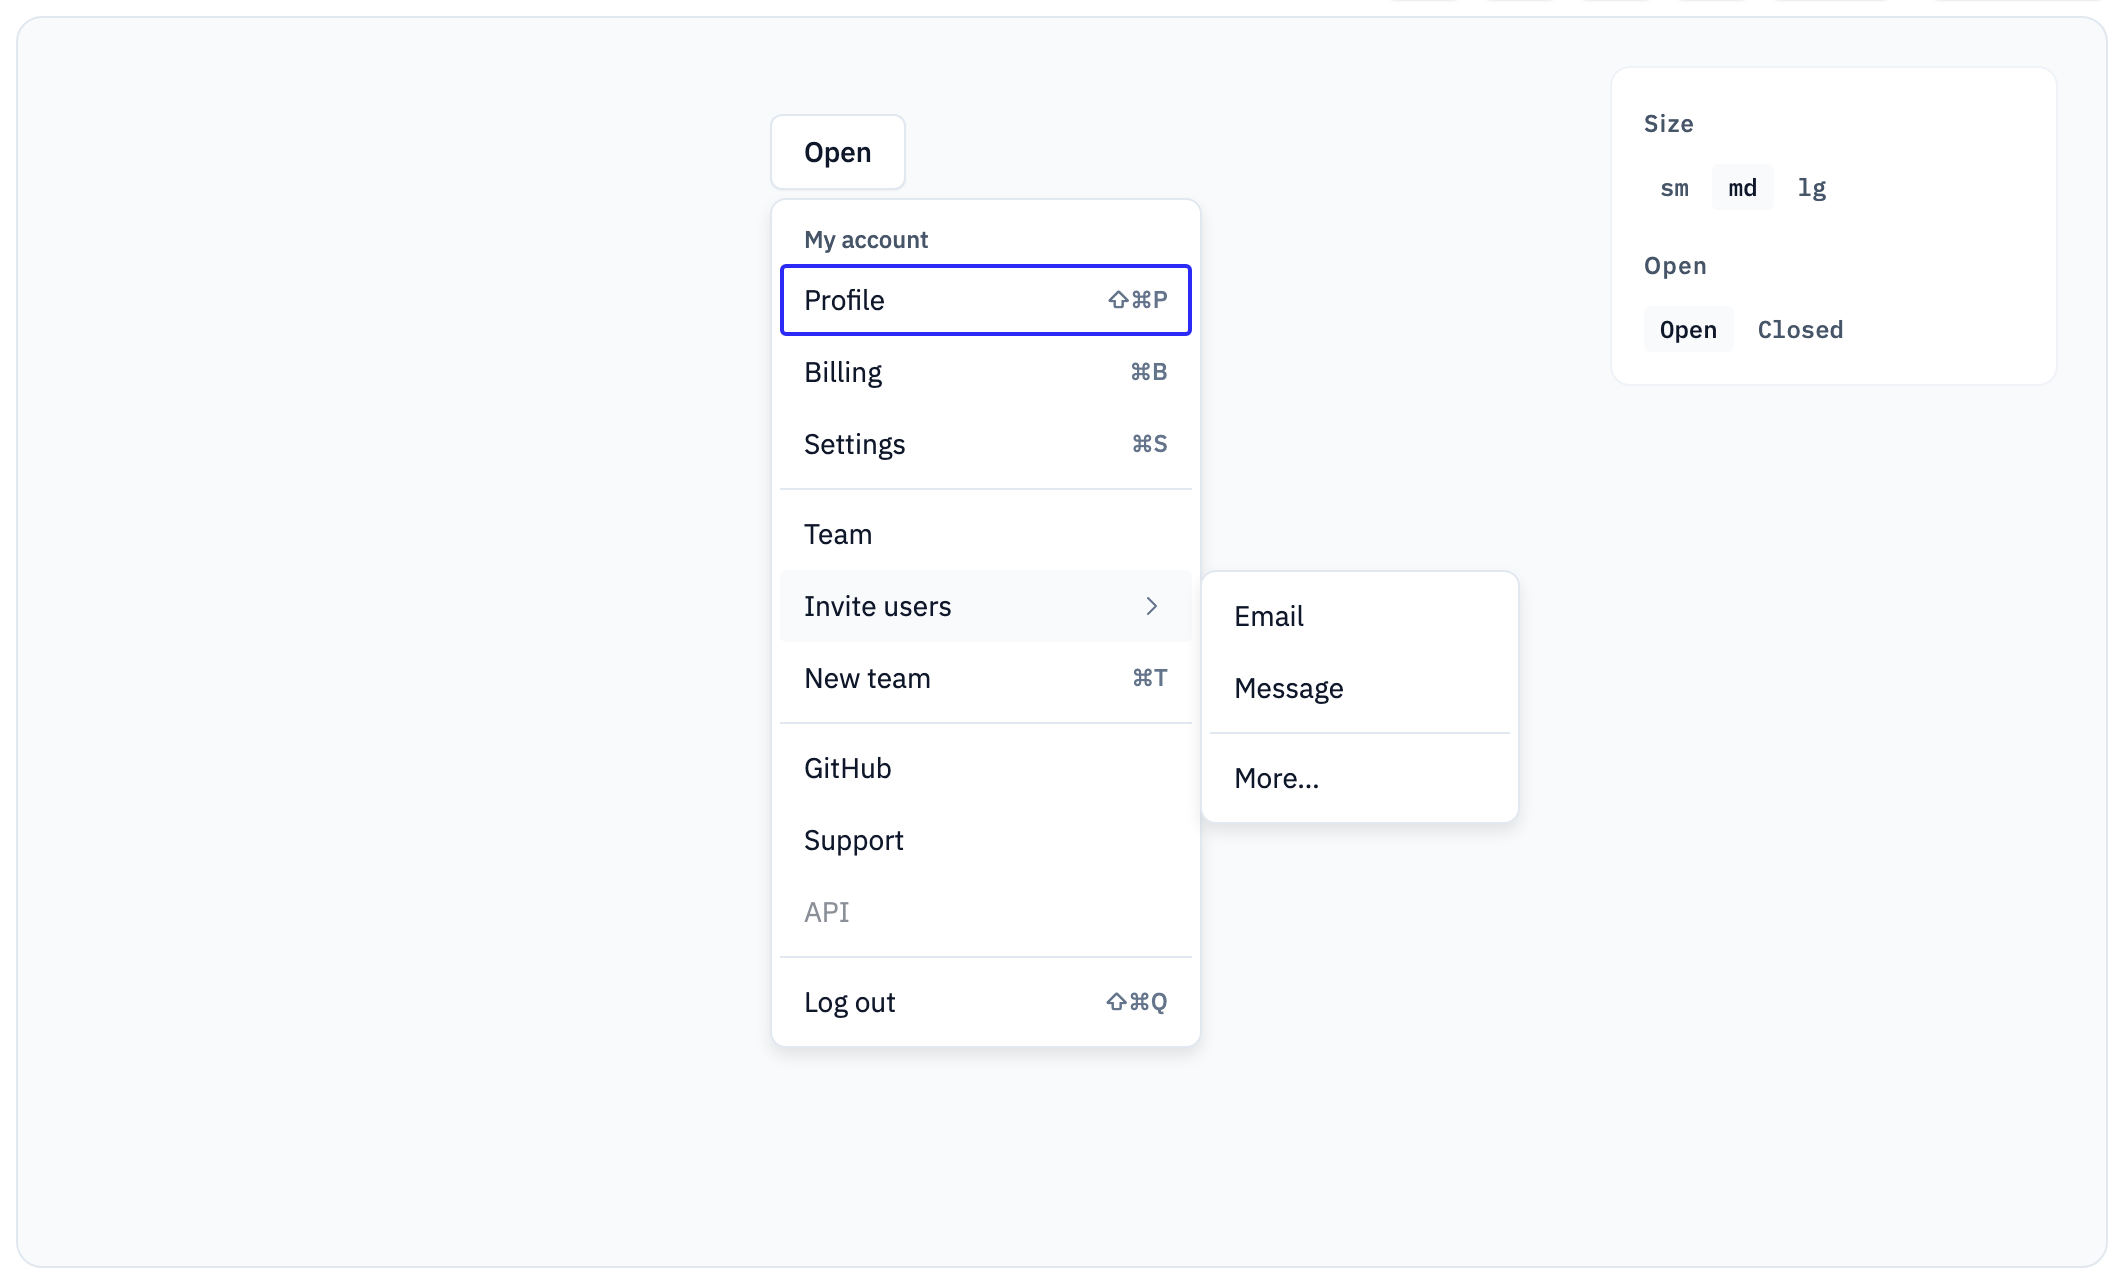 Open
My account
Profile ⇧⌘P
Billing ⌘B
Settings ⌘S
Team
Invite users
New team ⌘T
GitHub
Support
API
Log out ⇧⌘Q
Email
Message
More...
Size
sm md lg
Open
Open Closed